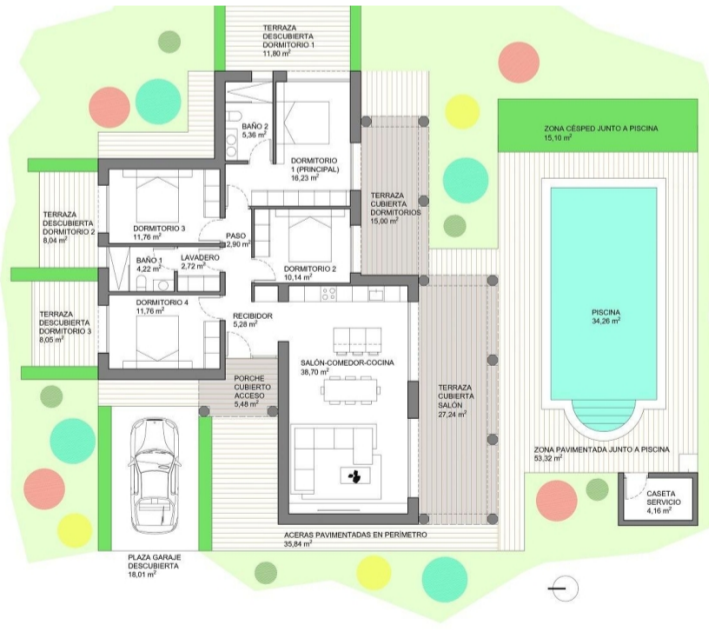 TERRAZA
DESCUBIERTA
DORMITORIO 1
11,80 m²
BAÑO 2
5,36 m²
DORMITORIO
1 (PRINCIPAL)
16,23 m²
ZONA CÉSPED JUNTO A PISCINA
15,10 m²
TERRAZA
CUBIERTA
DORMITORIOS
15,00 m²
TERRAZA
DESCUBIERTA
DORMITORIO 2
8,04 m²
DORMITORIO 3
11,76 m²
PASO
2,90 m²
BAÑO 1
4,22 m²
LAVADERO
2,72 m²
DORMITORIO 2
10,14 m²
DORMITORIO 4
11,76 m²
TERRAZA
DESCUBIERTA
DORMITORIO 3
8,05 m²
RECIBIDOR
5,28 m²
PISCINA
34,26 m²
SALÓN-COMEDOR-COCINA
38,70 m²
PORCHE
CUBIERTO
ACCESO
5,48 m²
TERRAZA
CUBIERTA
SALÓN
27,24 m²
ZONA PAVIMENTADA JUNTO A PISCINA
53,32 m²
CASETA
SERVICIO
4,16 m²
ACERAS PAVIMENTADAS EN PERÍMETRO
35,84 m²
PLAZA GARAJE
DESCUBIERTA
18,01 m²